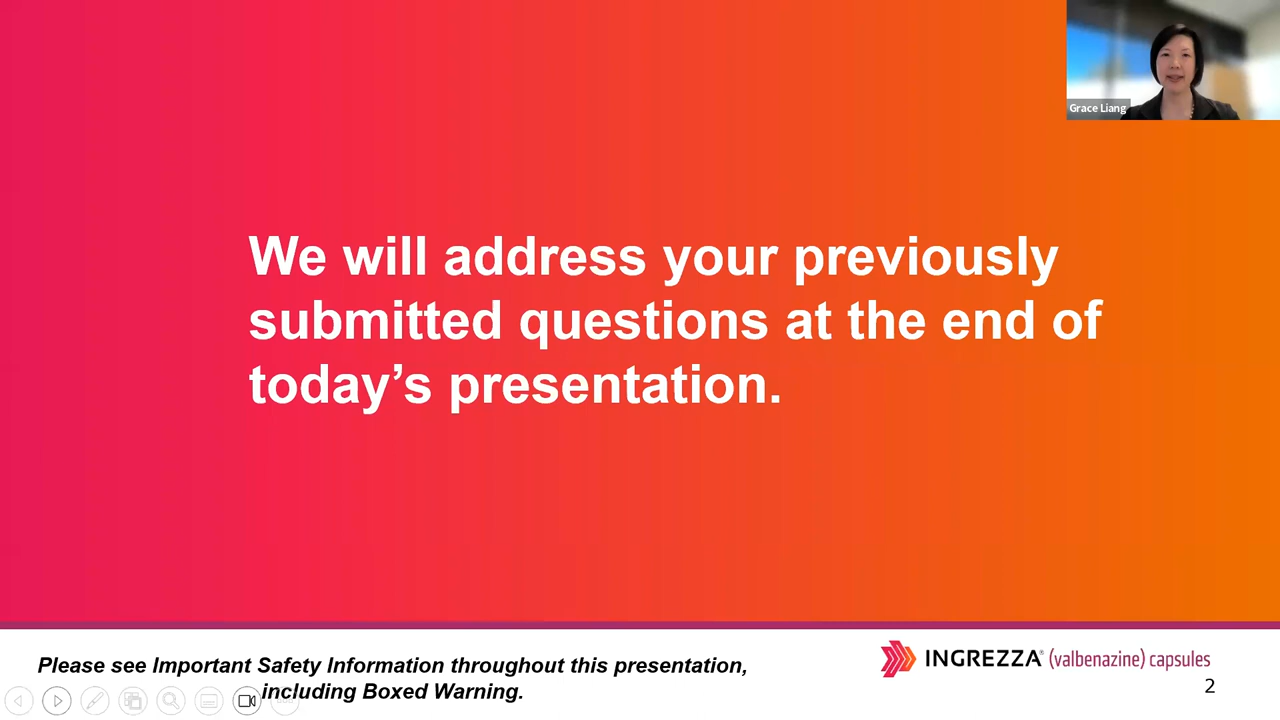 Grace Liang
We will address your previously
submitted questions at the end of
today's presentation.
Please see Important Safety Information throughout this presentation,
including Boxed Warning.
INGREZZA® (valbenazine) capsules
2